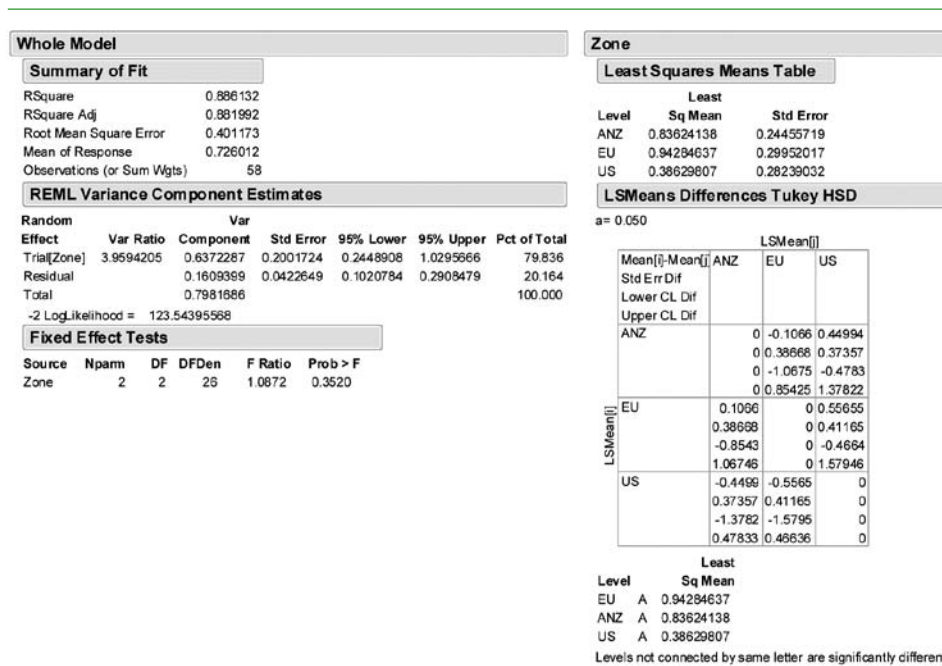 Whole Model
Summary of Fit
RSquare 0.886132
RSquare Adj 0.881992
Root Mean Square Error 0.401173
Mean of Response 0.726012
Observations (or Sum Wgts) 58
REML Variance Component Estimates
Random Var
Effect Var Ratio Component Std Error 95% Lower 95% Upper Pct of Total
Trial[Zone] 3.9594205 0.6372287 0.2001724 0.2448908 1.0295666 79.836
Residual 0.1609399 0.0422649 0.1020784 0.2908479 20.164
Total 0.7981686 100.000
-2 LogLikelihood = 123.54395568
Fixed Effect Tests
Source Nparm DF DFDen F Ratio Prob > F
Zone 2 2 26 1.0872 0.3520
Zone
Least Squares Means Table
Least
Level Sq Mean Std Error
ANZ 0.83624138 0.24455719
EU 0.94284637 0.29952017
US 0.38629807 0.28239032
LSMeans Differences Tukey HSD
a= 0.050
LSMean[j]
Mean[i]-Mean[j] ANZ EU US
Std Err Dif
Lower CL Dif
Upper CL Dif
LSMean[i]
ANZ 0 -0.1066 0.44994
0 0.38668 0.37357
0 -1.0675 -0.4783
0 0.85425 1.37822
EU 0.1066 0 0.55655
0.38668 0 0.41165
-0.8543 0 -0.4664
1.06746 0 1.57946
US -0.4499 -0.5565 0
0.37357 0.41165 0
-1.3782 -1.5795 0
0.47833 0.46636 0
Least
Level Sq Mean
EU A 0.94284637
ANZ A 0.83624138
US A 0.38629807
Levels not connected by same letter are significantly differen